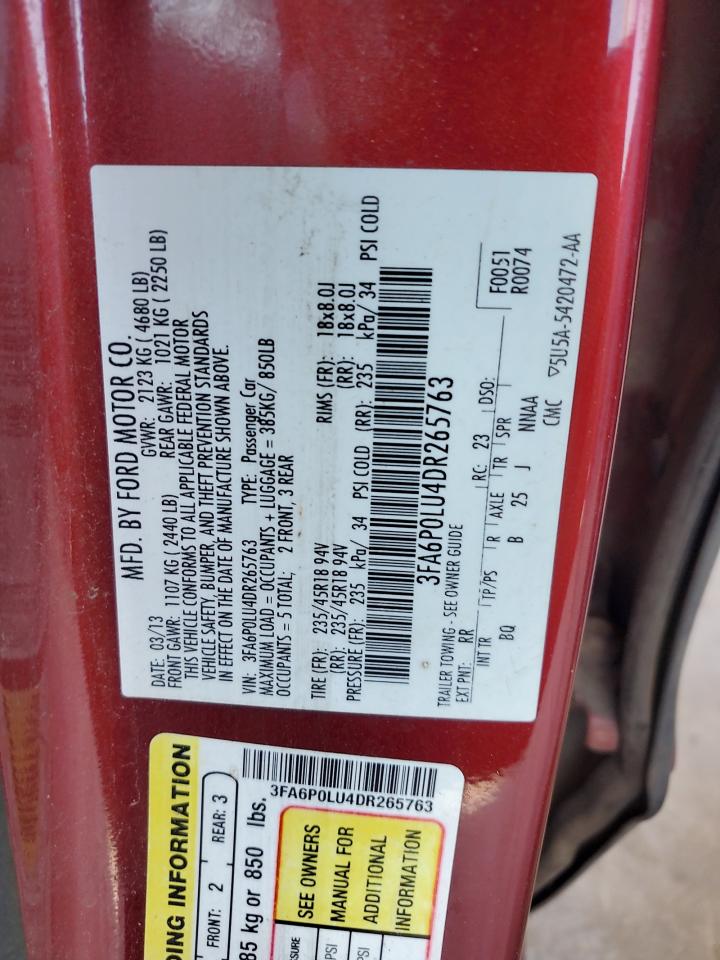 MFD. BY FORD MOTOR CO.
DATE: 03/13 GVWR: 2123 KG ( 4680 LB)
FRONT GAWR: 1107 KG ( 2440 LB) REAR GAWR: 1021 KG ( 2250 LB)
THIS VEHICLE CONFORMS TO ALL APPLICABLE FEDERAL MOTOR
VEHICLE SAFETY, BUMPER, AND THEFT PREVENTION STANDARDS
IN EFFECT ON THE DATE OF MANUFACTURE SHOWN ABOVE.
VIN: 3FA6P0LU4DR265763 TYPE: Passenger Car
MAXIMUM LOAD = OCCUPANTS + LUGGAGE = 385KG/ 850LB
OCCUPANTS = 5 TOTAL; 2 FRONT, 3 REAR
TIRE (FR): 235/45R18 94V RIMS (FR): 18x8.0J
(RR): 235/45R18 94V (RR): 18x8.0J
PRESSURE (FR): 235 kPa/ 34 PSI COLD (RR): 235 kPa/ 34 PSI COLD
3FA6P0LU4DR265763
TRAILER TOWING - SEE OWNER GUIDE
EXT PNT: RR RC: 23 DSO: F0051
R0074
INT TR TP/PS R AXLE TR SPR
BQ B 25 J NNAA
CMC ▽5U5A-5420472-AA
DING INFORMATION
FRONT: 2 REAR: 3
85 kg or 850 lbs.
3FA6P0LU4DR265763
SEE OWNERS
MANUAL FOR
ADDITIONAL
INFORMATION
SSURE
PSI
PSI